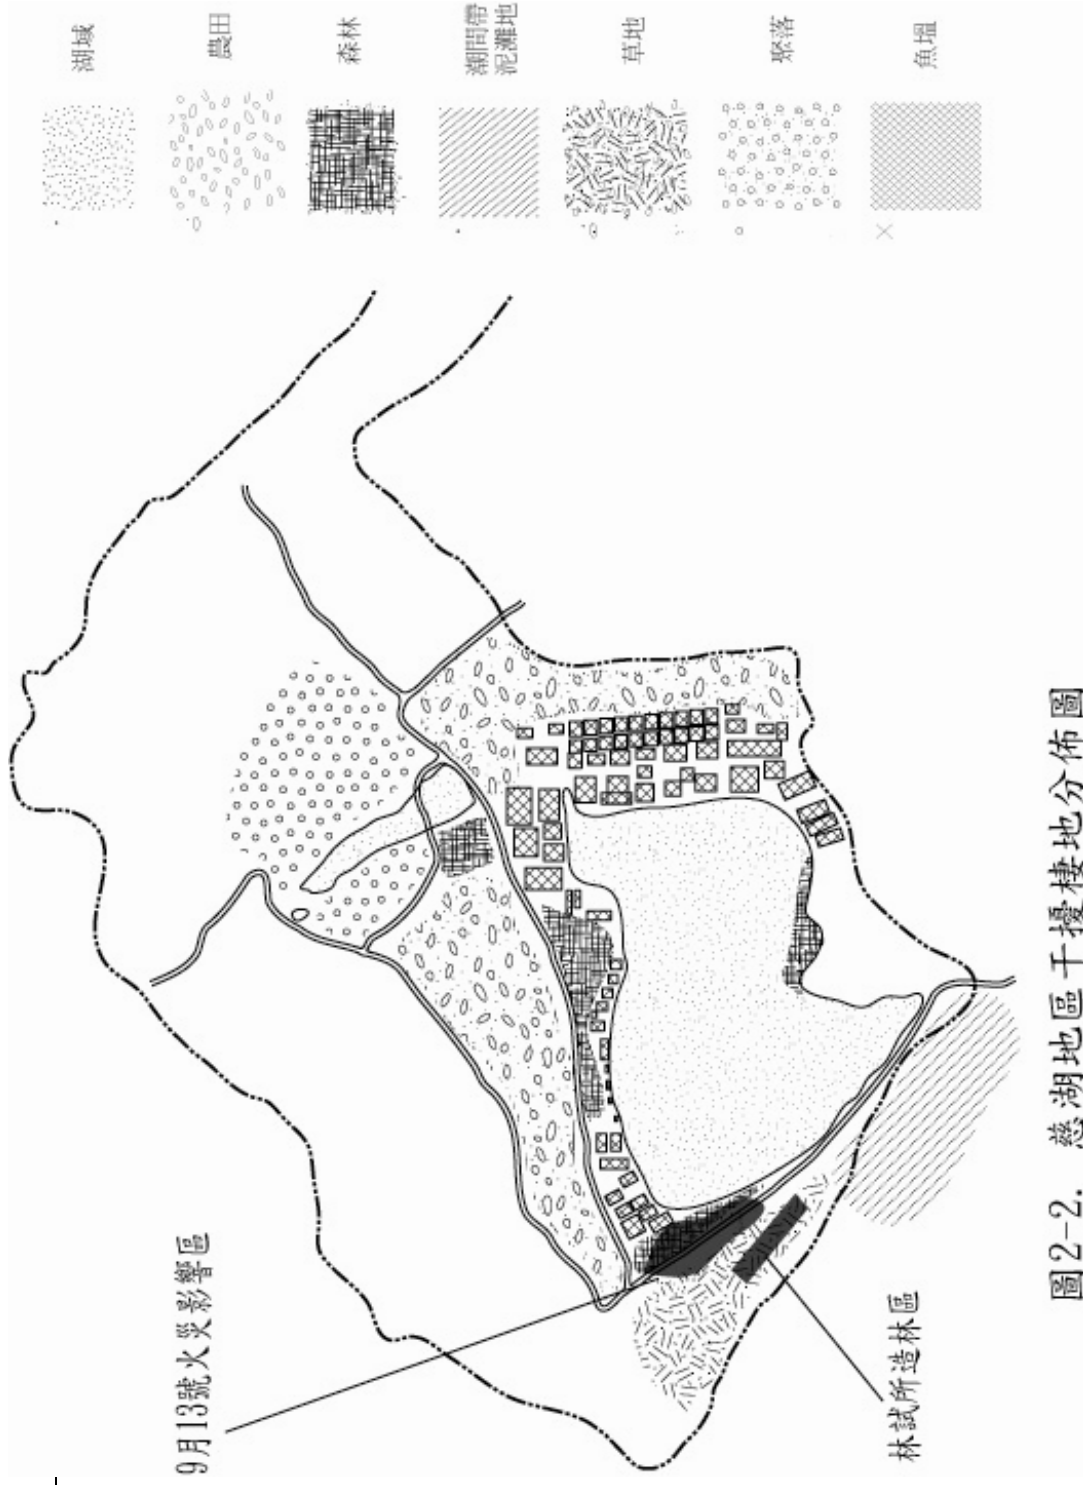 湖域
農田
森林
潮間帶
泥灘地
草地
聚落
魚塭
9月13號火災影響區
林試所造林區
圖2-2. 慈湖地區干擾棲地分佈圖